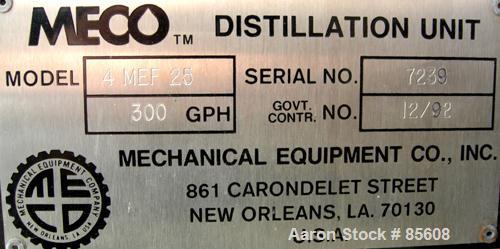 MECO TM DISTILLATION UNIT
MODEL 4 MEF 25 SERIAL NO. 7239
300 GPH GOVT. CONTR. NO. 12/92
MECHANICAL EQUIPMENT CO., INC.
861 CARONDELET STREET
NEW ORLEANS, LA. 70130
U.S.A.
MECHANICAL EQUIPMENT COMPANY
MECO
NEW ORLEANS, LA. USA
Aaron-Stock # 85608